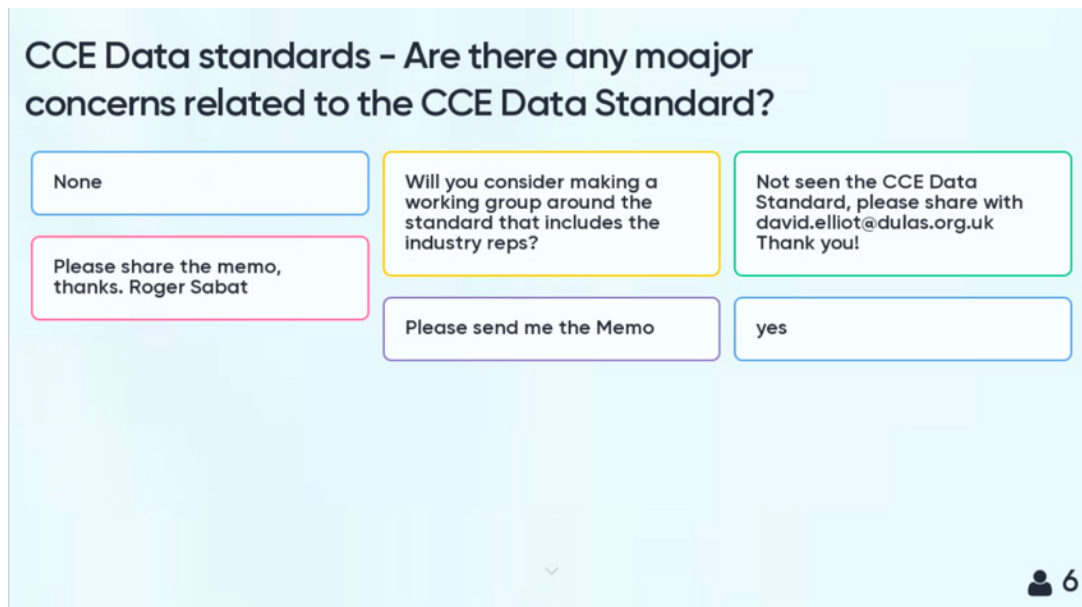 CCE Data standards - Are there any moajor
concerns related to the CCE Data Standard?
None
Please share the memo,
thanks. Roger Sabat
Will you consider making a
working group around the
standard that includes the
industry reps?
Please send me the Memo
Not seen the CCE Data
Standard, please share with
david.elliot@dulas.org.uk
Thank you!
yes
6